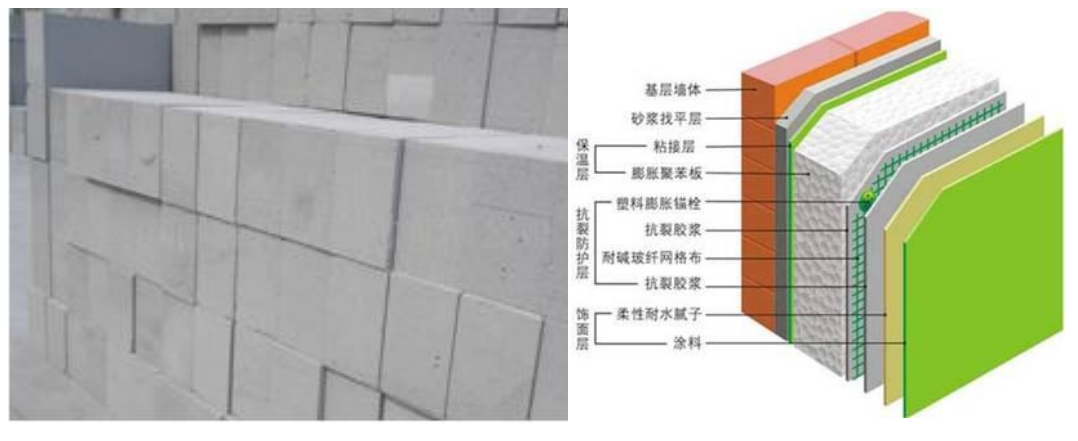 基层墙体
砂浆找平层
保温层
粘接层
膨胀聚苯板
抗裂防护层
塑料膨胀锚栓
抗裂胶浆
耐碱玻纤网格布
抗裂胶浆
饰面层
柔性耐水腻子
涂料